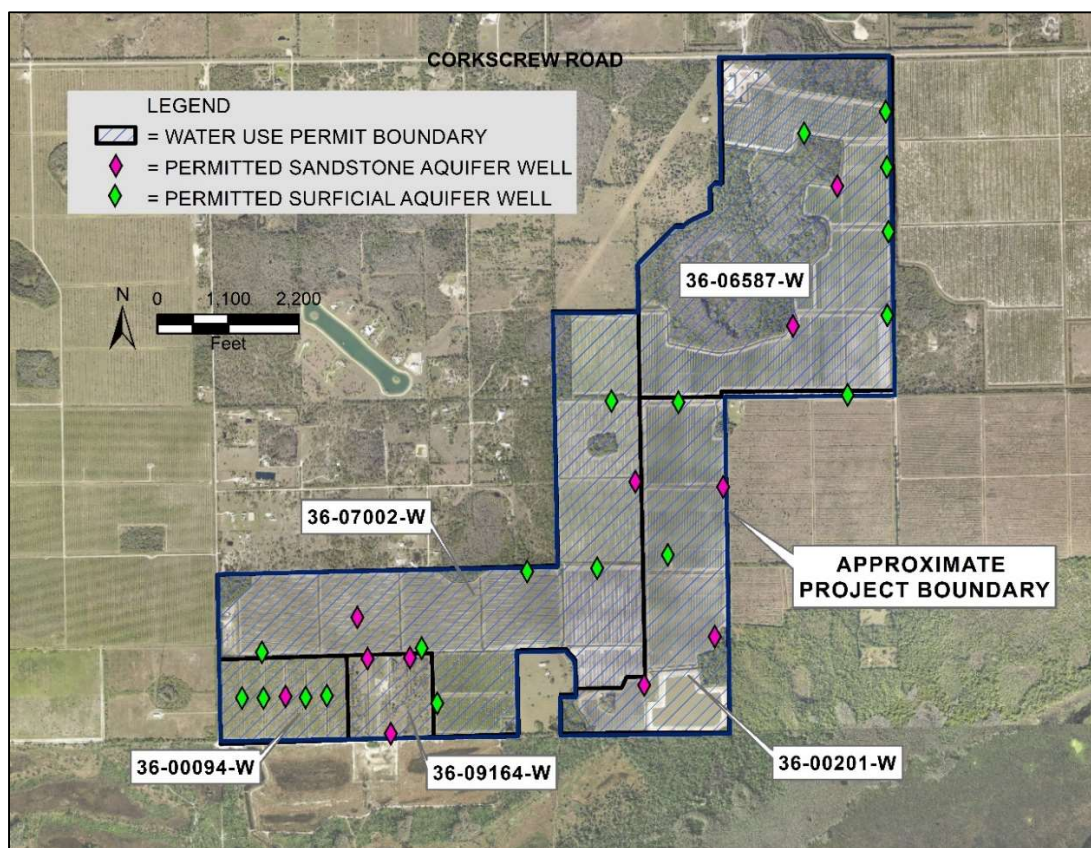 CORKSCREW ROAD
LEGEND
= WATER USE PERMIT BOUNDARY
= PERMITTED SANDSTONE AQUIFER WELL
= PERMITTED SURFICIAL AQUIFER WELL
36-06587-W
N
0 1,100 2,200
Feet
36-07002-W
APPROXIMATE
PROJECT BOUNDARY
36-00094-W
36-09164-W
36-00201-W